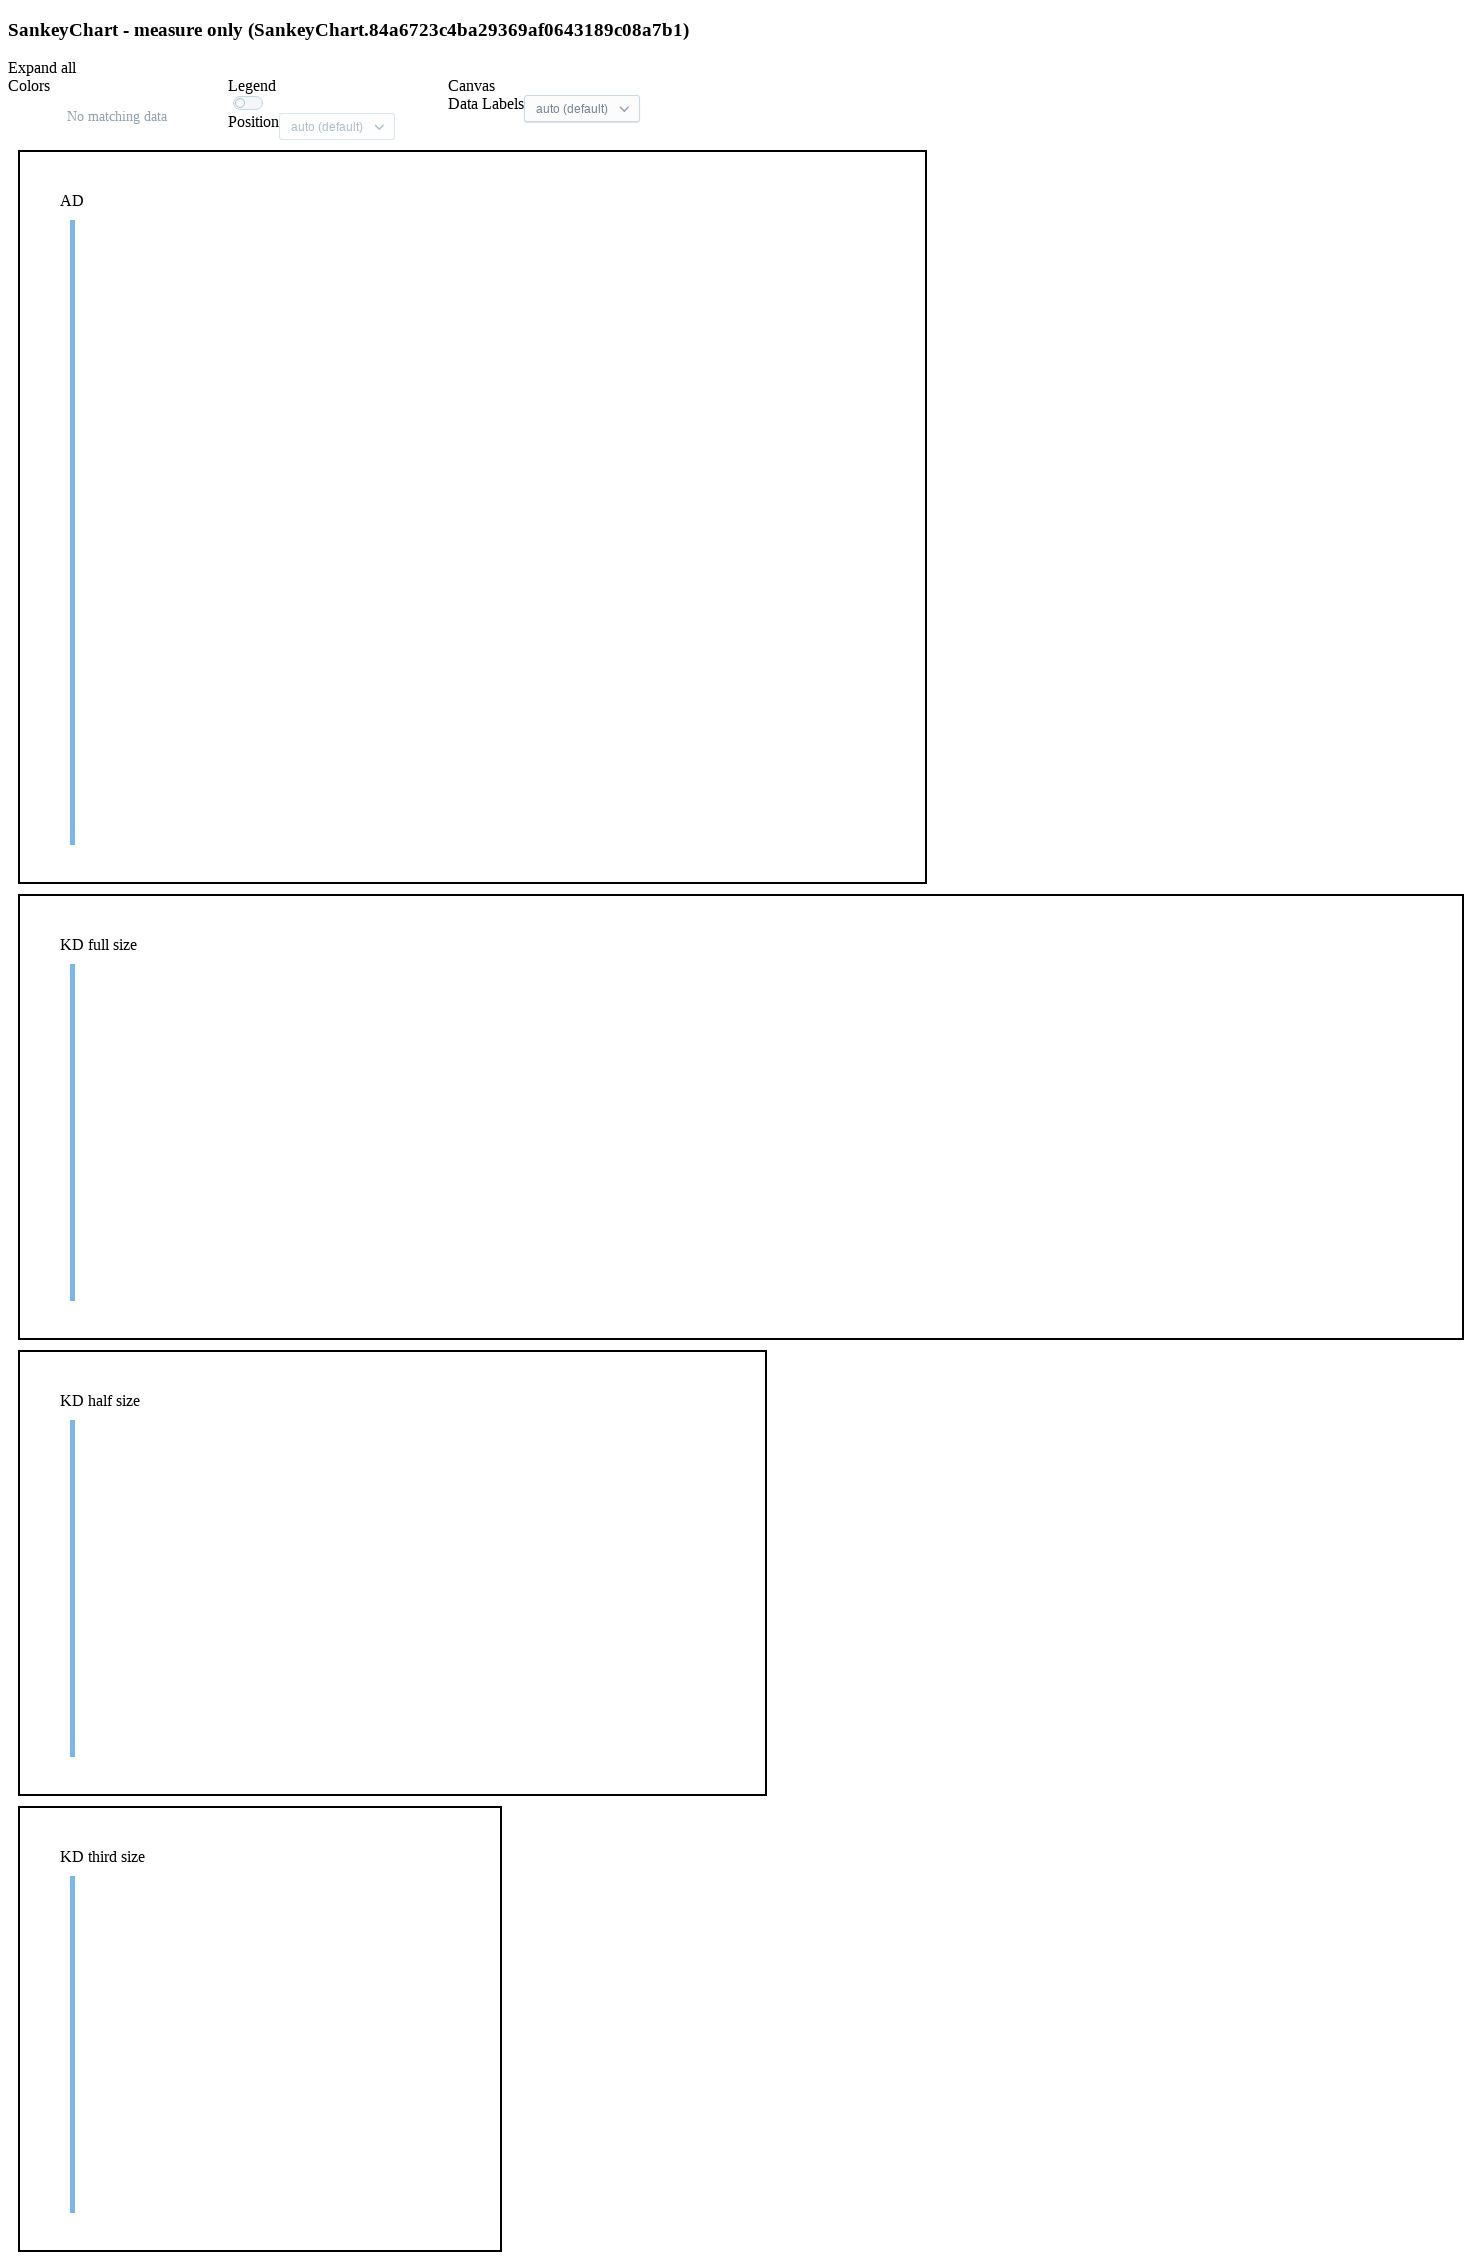 SankeyChart - measure only (SankeyChart.84a6723c4ba29369af0643189c08a7b1)
Expand all
Colors
No matching data
Legend
Position auto (default)
Canvas
Data Labels auto (default)
AD
KD full size
KD half size
KD third size